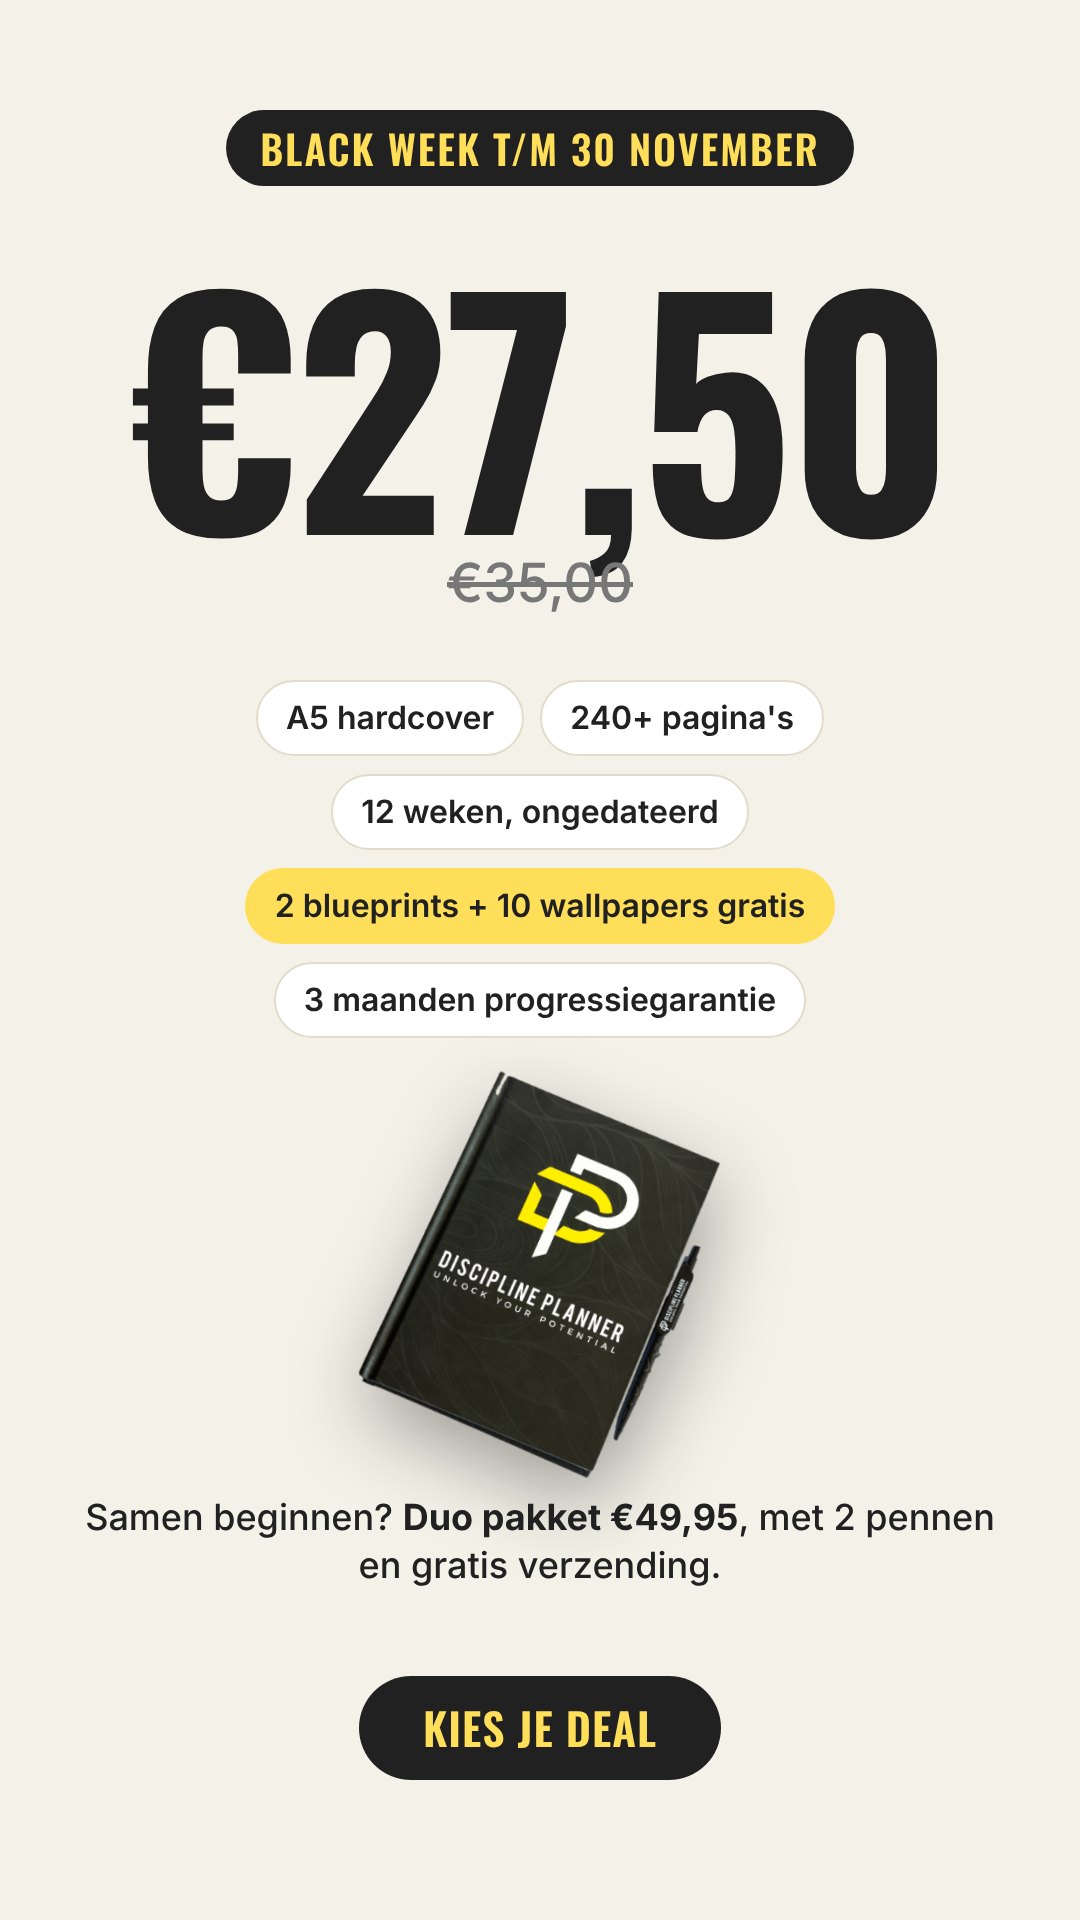 BLACK WEEK T/M 30 NOVEMBER
€27,50
€35,00
A5 hardcover
240+ pagina's
12 weken, ongedateerd
2 blueprints + 10 wallpapers gratis
3 maanden progressiegarantie
DISCIPLINE PLANNER
UNLOCK YOUR POTENTIAL
DISCIPLINE PLANNER
Samen beginnen? Duo pakket €49,95, met 2 pennen
en gratis verzending.
KIES JE DEAL